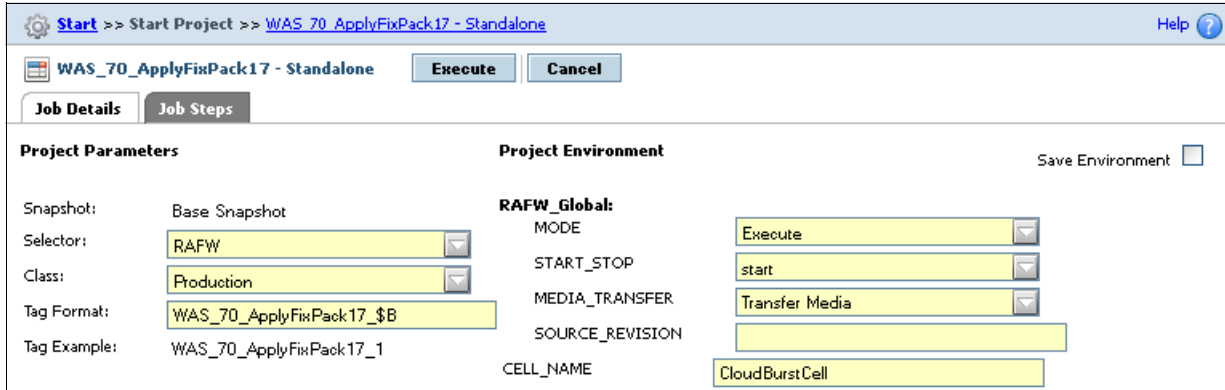 Start >> Start Project >> WAS_70_ApplyFixPack17 - Standalone Help ?
WAS_70_ApplyFixPack17 - Standalone Execute Cancel
Job Details Job Steps
Project Parameters Project Environment Save Environment
Snapshot: Base Snapshot RAFW_Global:
MODE Execute
Selector: RAFW
START_STOP start
Class: Production
MEDIA_TRANSFER Transfer Media
Tag Format: WAS_70_ApplyFixPack17_$B
SOURCE_REVISION
Tag Example: WAS_70_ApplyFixPack17_1
CELL_NAME CloudBurstCell